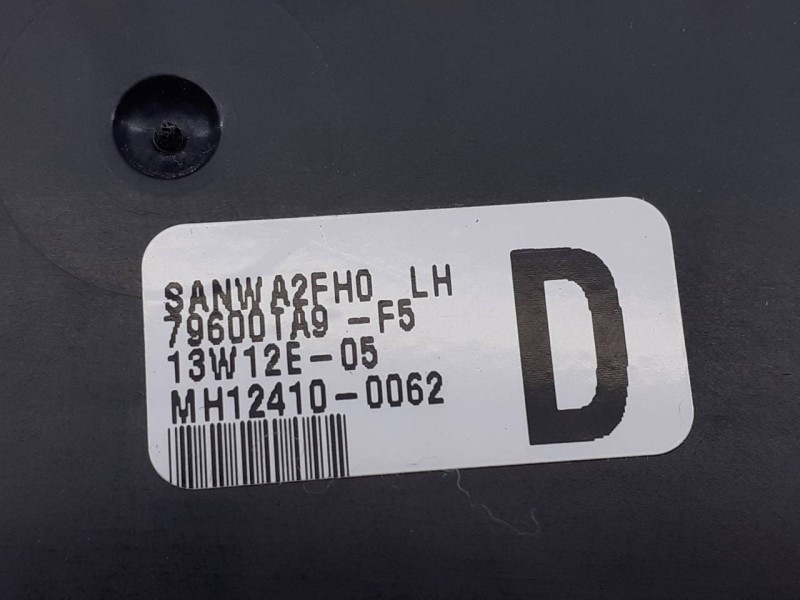 SANWA2FH0 LH
79600TA9 -F5
13W12E-05
MH12410-0062
D